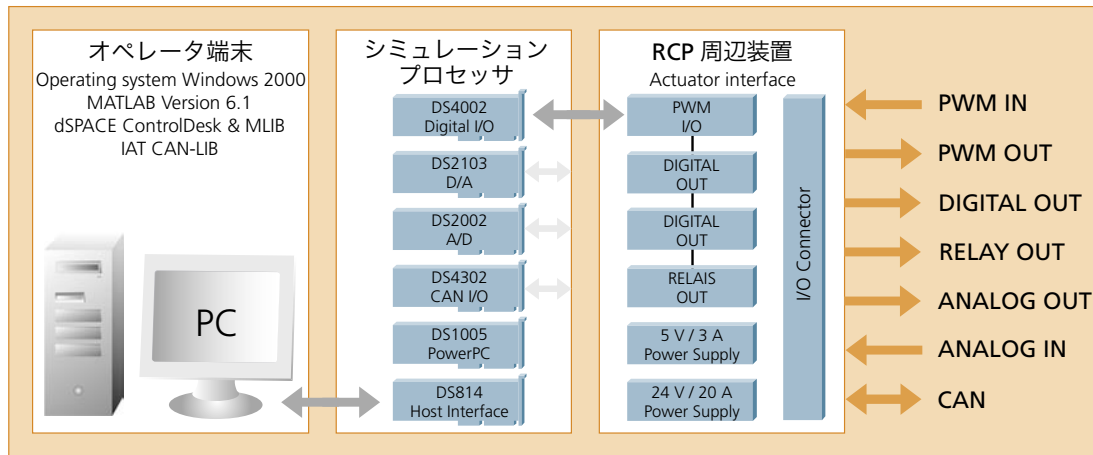 オペレータ端末
Operating system Windows 2000
MATLAB Version 6.1
dSPACE ControlDesk & MLIB
IAT CAN-LIB
PC
シミュレーション
プロセッサ
DS4002
Digital I/O
DS2103
D/A
DS2002
A/D
DS4302
CAN I/O
DS1005
PowerPC
DS814
Host Interface
RCP 周辺装置
Actuator interface
PWM
I/O
DIGITAL
OUT
DIGITAL
OUT
RELAIS
OUT
5 V / 3 A
Power Supply
24 V / 20 A
Power Supply
I/O Connector
PWM IN
PWM OUT
DIGITAL OUT
RELAY OUT
ANALOG OUT
ANALOG IN
CAN